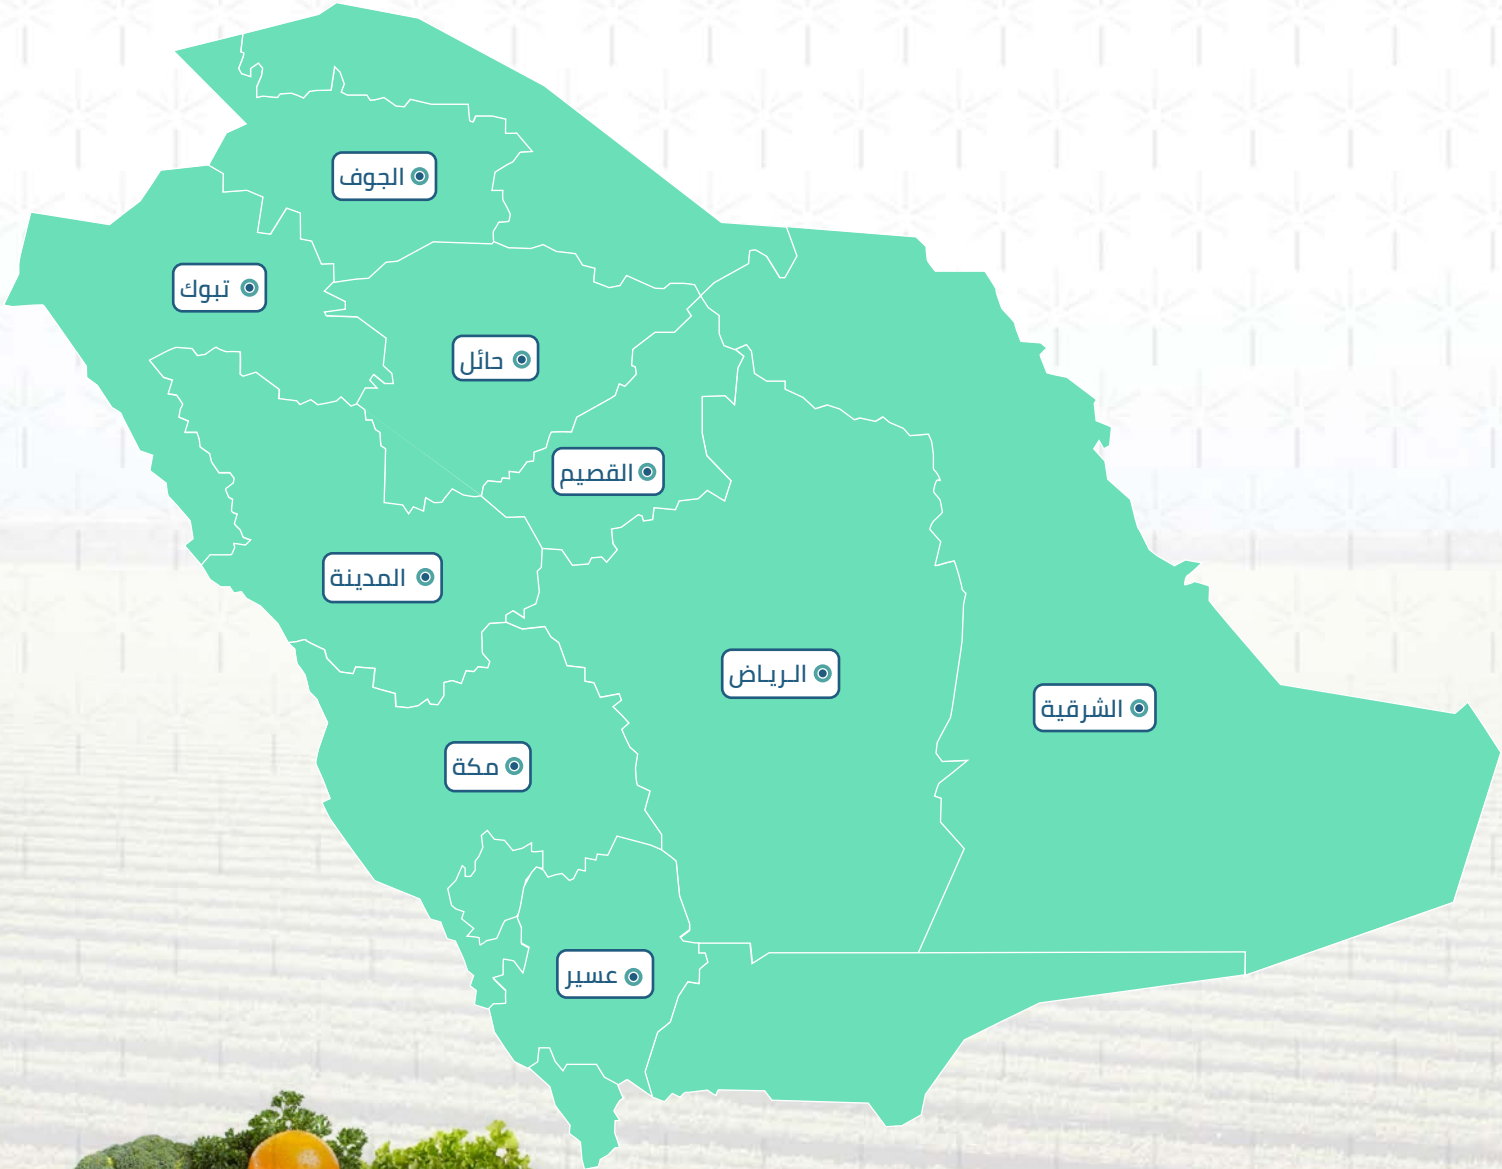 الجوف
تبوك
حائل
القصيم
المدينة
الـريـاض
الشرقية
مكة
عسير